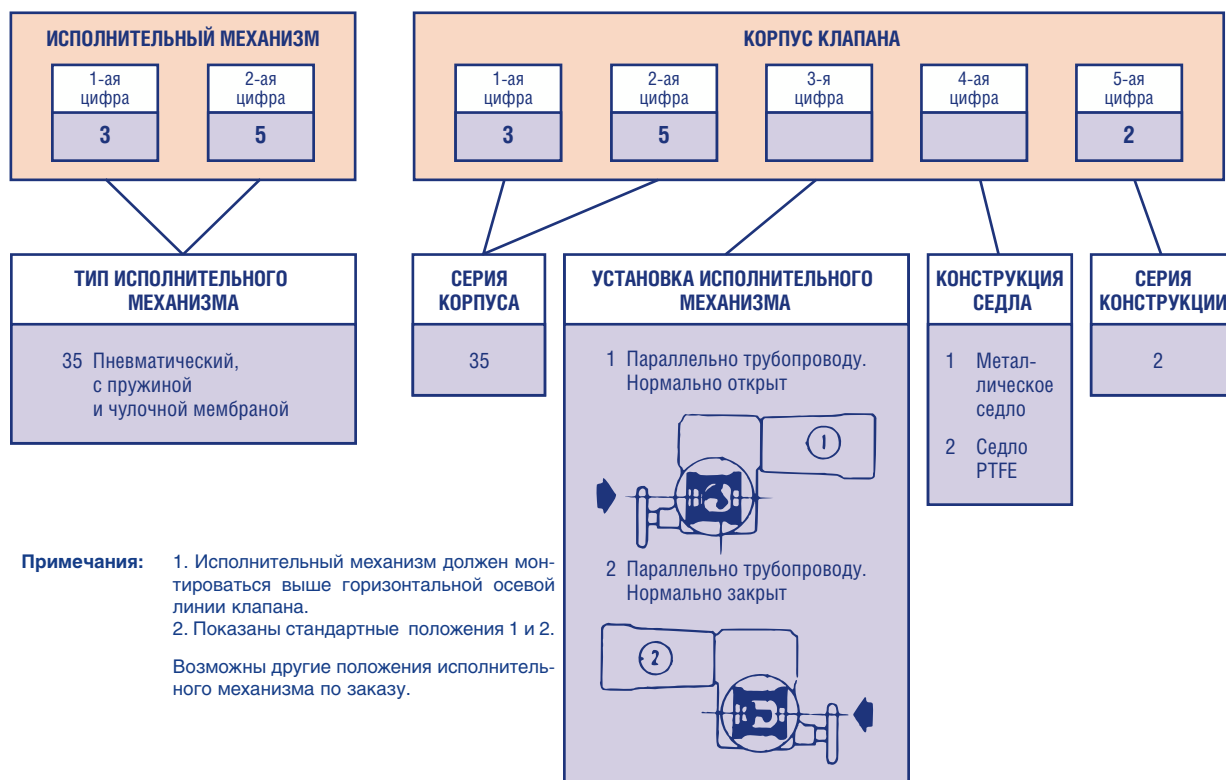 ИСПОЛНИТЕЛЬНЫЙ МЕХАНИЗМ
1-ая
цифра
3
2-ая
цифра
5
КОРПУС КЛАПАНА
1-ая
цифра
3
2-ая
цифра
5
3-я
цифра
4-ая
цифра
5-ая
цифра
2
ТИП ИСПОЛНИТЕЛЬНОГО
МЕХАНИЗМА
35 Пневматический,
с пружиной
и чулочной мембраной
СЕРИЯ
КОРПУСА
35
УСТАНОВКА ИСПОЛНИТЕЛЬНОГО
МЕХАНИЗМА
1 Параллельно трубопроводу.
Нормально открыт
1
2 Параллельно трубопроводу.
Нормально закрыт
2
КОНСТРУКЦИЯ
СЕДЛА
1 Метал-
лическое
седло
2 Седло
PTFE
СЕРИЯ
КОНСТРУКЦИИ
2
Примечания: 1. Исполнительный механизм должен мон-
тироваться выше горизонтальной осевой
линии клапана.
2. Показаны стандартные положения 1 и 2.
Возможны другие положения исполнитель-
ного механизма по заказу.